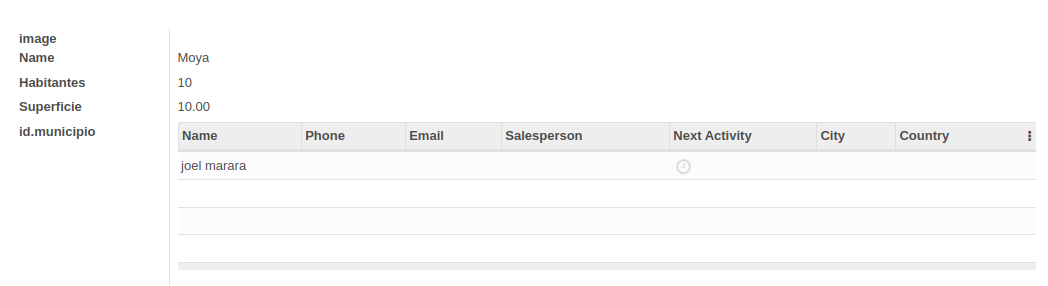 image
Name Moya
Habitantes 10
Superficie 10.00
id.municipio
Name Phone Email Salesperson Next Activity City Country
joel marara